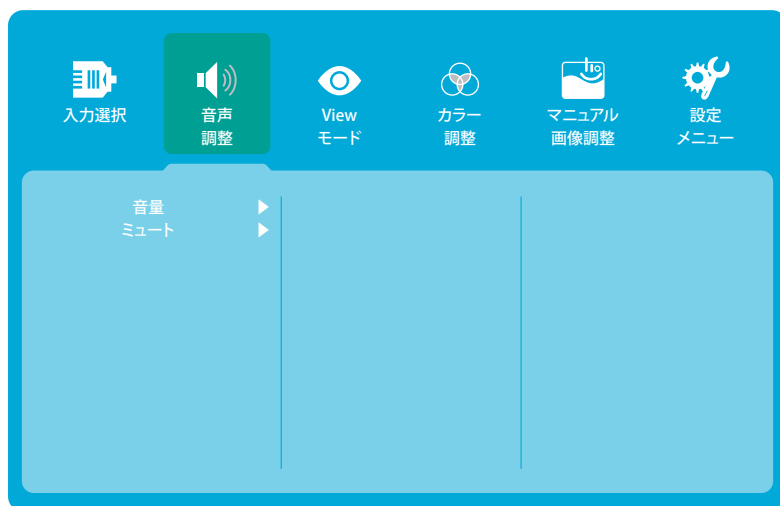 入力選択
音声
調整
View
モード
カラー
調整
マニュアル
画像調整
設定
メニュー
音量
ミュート